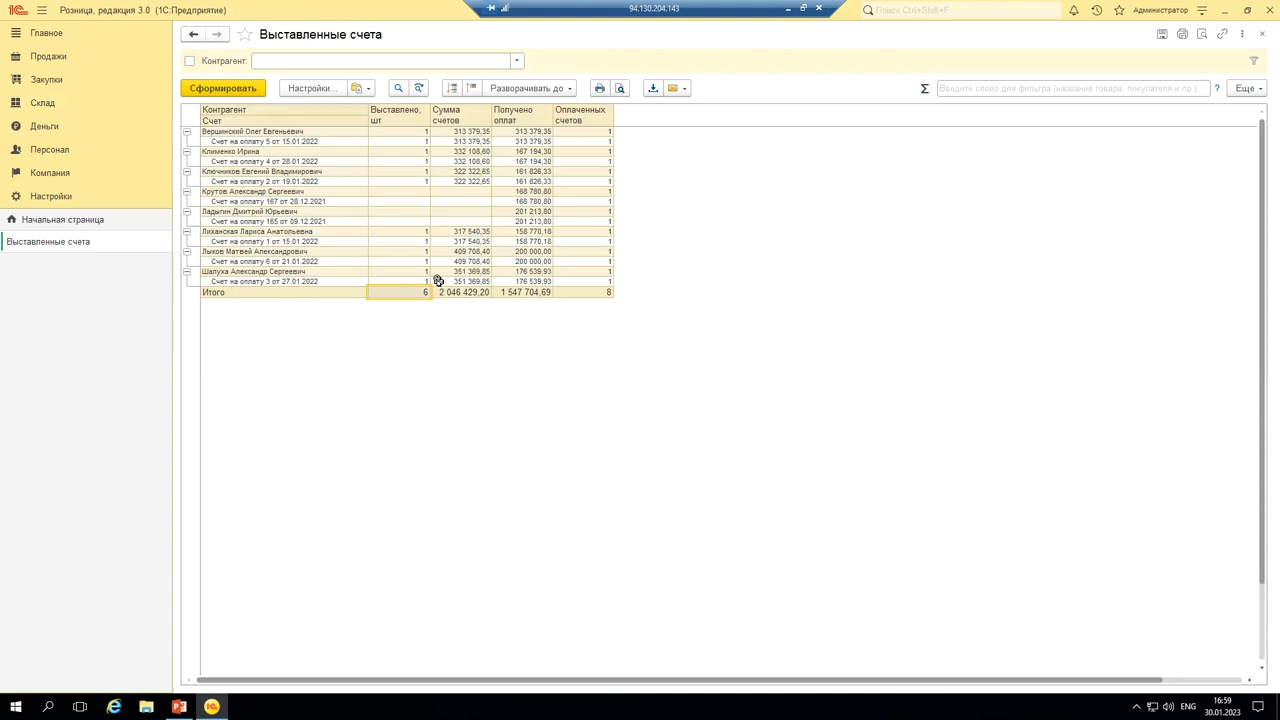 Розница, редакция 3.0 (1С:Предприятие)
94.130.204.143
Поиск Ctrl+Shift+F
Администратор
Главное
Продажи
Закупки
Склад
Деньги
Персонал
Компания
Настройки
Начальная страница
Выставленные счета
Выставленные счета
Контрагент:
Сформировать
Настройки...
Разворачивать до
Σ
Введите слово для фильтра (название товара, покупателя и пр.)
?
Еще
Контрагент Выставлено, Сумма Получено Оплаченных
Счет шт счетов оплат счетов
Вершинский Олег Евгеньевич 1 313 379,35 313 379,35 1
Счет на оплату 5 от 15.01.2022 1 313 379,35 313 379,35 1
Клименко Ирина 1 332 108,60 167 194,30 1
Счет на оплату 4 от 28.01.2022 1 332 108,60 167 194,30 1
Ключников Евгений Владимирович 1 322 322,65 161 826,33 1
Счет на оплату 2 от 19.01.2022 1 322 322,65 161 826,33 1
Крутов Александр Сергеевич 168 780,80 1
Счет на оплату 167 от 28.12.2021 168 780,80 1
Ладыгин Дмитрий Юрьевич 201 213,80 1
Счет на оплату 165 от 09.12.2021 201 213,80 1
Лиханская Лариса Анатольевна 1 317 540,35 158 770,18 1
Счет на оплату 1 от 15.01.2022 1 317 540,35 158 770,18 1
Лыков Матвей Александрович 1 409 708,40 200 000,00 1
Счет на оплату 6 от 21.01.2022 1 409 708,40 200 000,00 1
Шалуха Александр Сергеевич 1 351 369,85 176 539,93 1
Счет на оплату 3 от 27.01.2022 1 351 369,85 176 539,93 1
Итого 6 2 046 429,20 1 547 704,69 8
ENG
16:59
30.01.2023